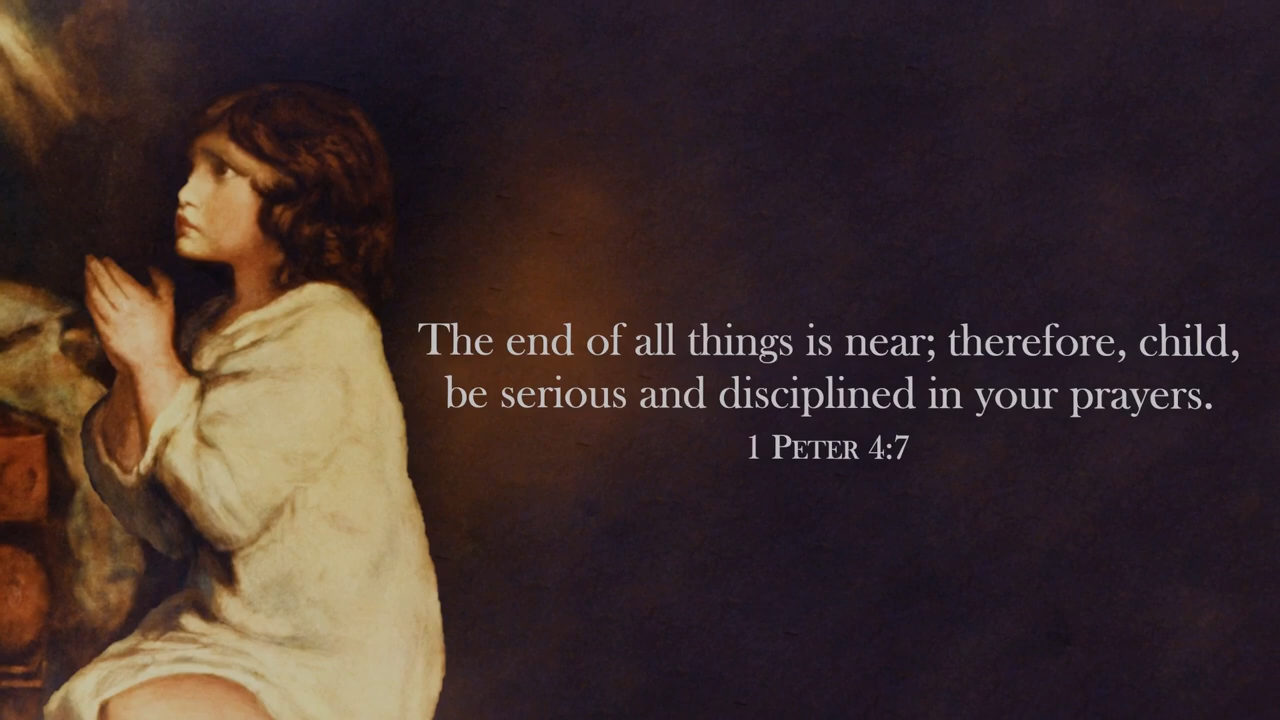 The end of all things is near; therefore, child,
be serious and disciplined in your prayers.
1 Peter 4:7